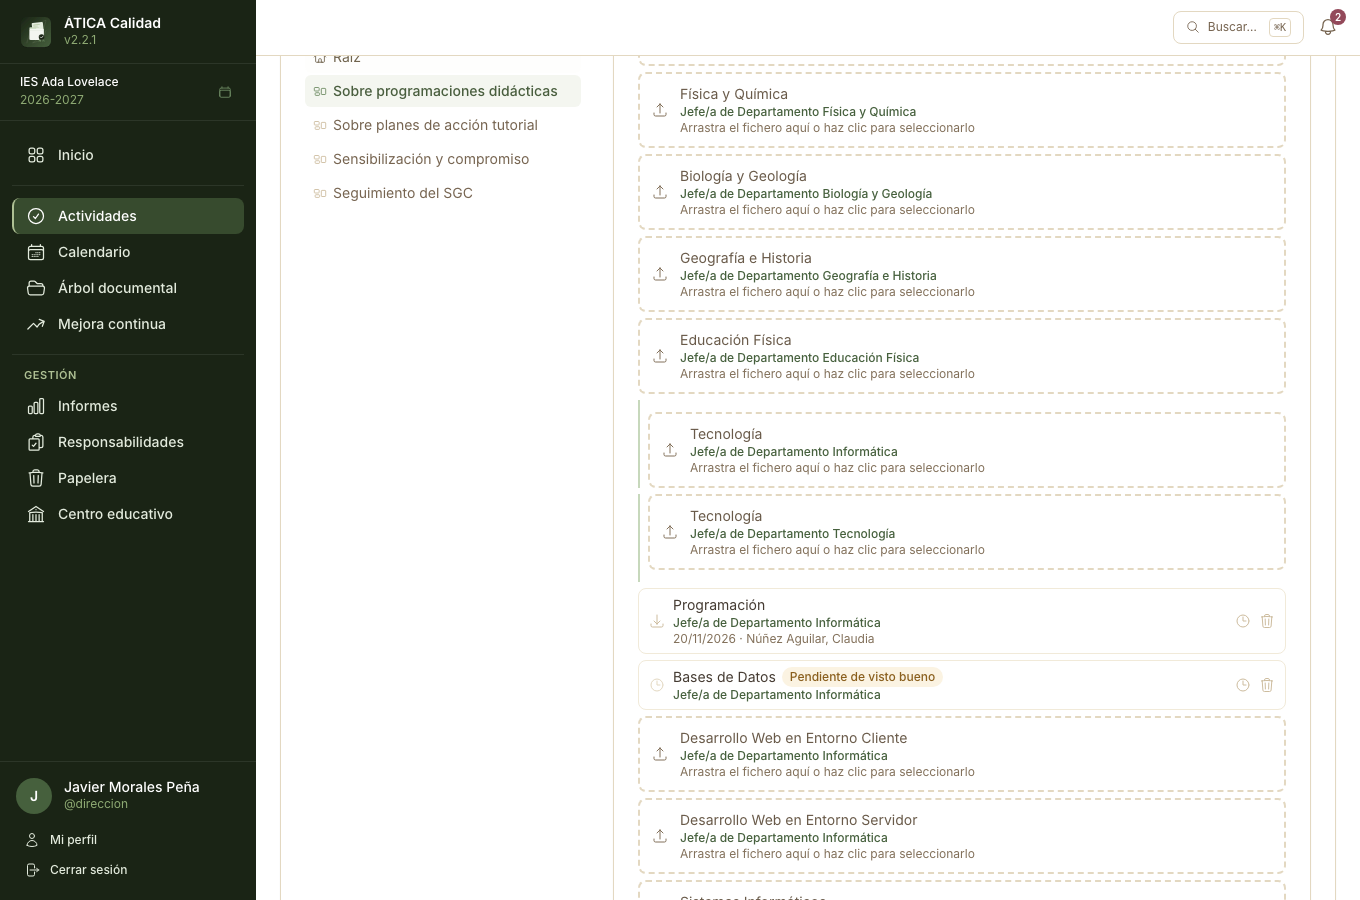 ÁTICA Calidad
v2.2.1
IES Ada Lovelace
2026-2027
Inicio
Actividades
Calendario
Árbol documental
Mejora continua
GESTIÓN
Informes
Responsabilidades
Papelera
Centro educativo
Javier Morales Peña
J
@direccion
Mi perfil
Cerrar sesión
Buscar...
⌘K
2
Raíz
Sobre programaciones didácticas
Sobre planes de acción tutorial
Sensibilización y compromiso
Seguimiento del SGC
Física y Química
Jefe/a de Departamento Física y Química
Arrastra el fichero aquí o haz clic para seleccionarlo
Biología y Geología
Jefe/a de Departamento Biología y Geología
Arrastra el fichero aquí o haz clic para seleccionarlo
Geografía e Historia
Jefe/a de Departamento Geografía e Historia
Arrastra el fichero aquí o haz clic para seleccionarlo
Educación Física
Jefe/a de Departamento Educación Física
Arrastra el fichero aquí o haz clic para seleccionarlo
Tecnología
Jefe/a de Departamento Informática
Arrastra el fichero aquí o haz clic para seleccionarlo
Tecnología
Jefe/a de Departamento Tecnología
Arrastra el fichero aquí o haz clic para seleccionarlo
Programación
Jefe/a de Departamento Informática
20/11/2026 · Núñez Aguilar, Claudia
Bases de Datos Pendiente de visto bueno
Jefe/a de Departamento Informática
Desarrollo Web en Entorno Cliente
Jefe/a de Departamento Informática
Arrastra el fichero aquí o haz clic para seleccionarlo
Desarrollo Web en Entorno Servidor
Jefe/a de Departamento Informática
Arrastra el fichero aquí o haz clic para seleccionarlo
Sistemas Informáticos